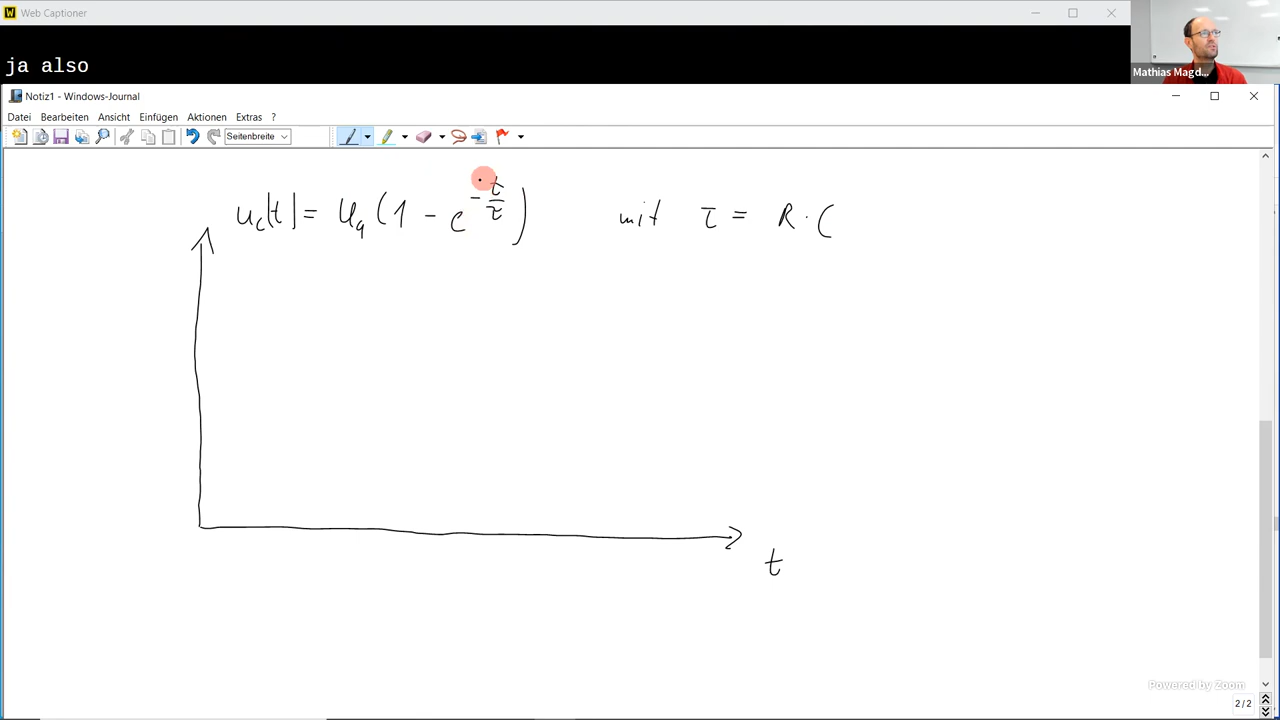 Web Captioner
ja also
Mathias Magd...
Notiz1 - Windows-Journal
Datei Bearbeiten Ansicht Einfügen Aktionen Extras ?
Seitenbreite
u_c(t) = U_q (1 - e^{-t/τ}) mit τ = R · C
t
Powered by Zoom
2/2